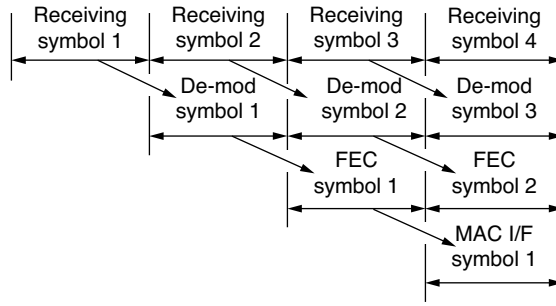 Receiving Receiving Receiving Receiving
symbol 1 symbol 2 symbol 3 symbol 4
De-mod De-mod De-mod
symbol 1 symbol 2 symbol 3
FEC FEC
symbol 1 symbol 2
MAC I/F
symbol 1